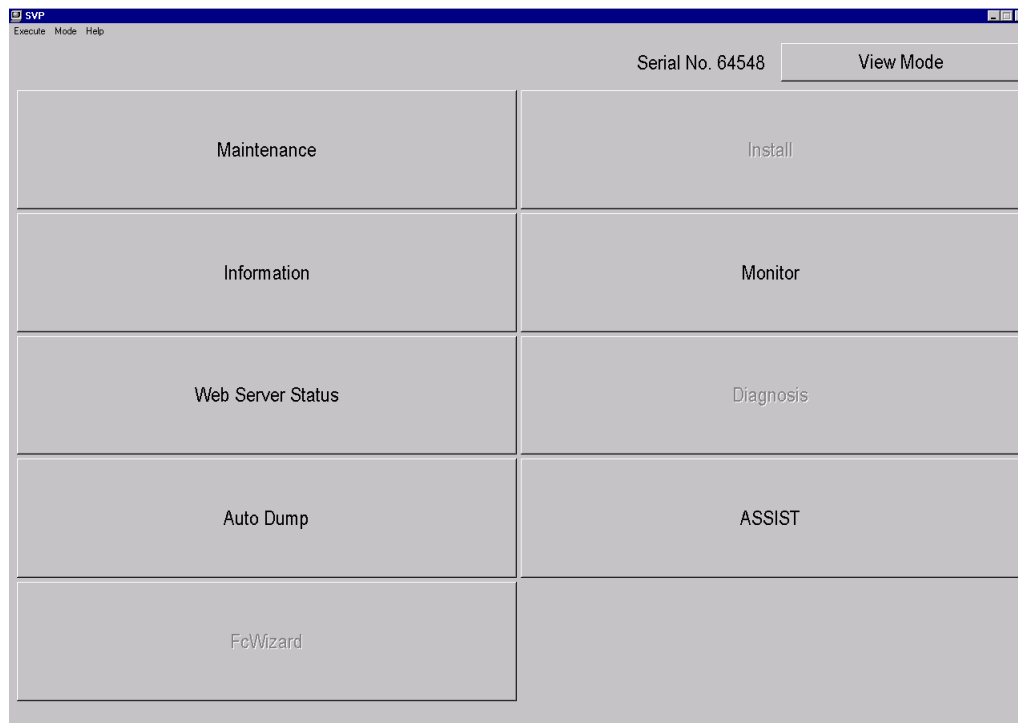 SVP
Execute Mode Help
Serial No. 64548 View Mode
Maintenance Install
Information Monitor
Web Server Status Diagnosis
Auto Dump ASSIST
FcWizard